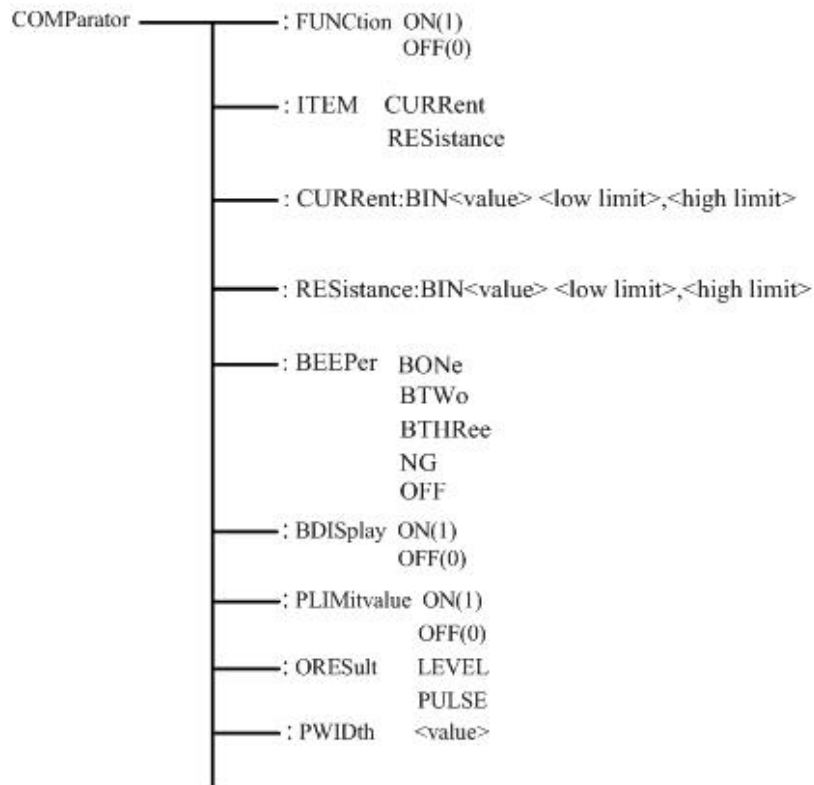 COMParator : FUNCtion ON(1)
OFF(0)
: ITEM CURRent
RESistance
: CURRent:BIN<value> <low limit>,<high limit>
: RESistance:BIN<value> <low limit>,<high limit>
: BEEPer BONe
BTWo
BTHRee
NG
OFF
: BDISplay ON(1)
OFF(0)
: PLIMitvalue ON(1)
OFF(0)
: ORESult LEVEL
PULSE
: PWIDth <value>